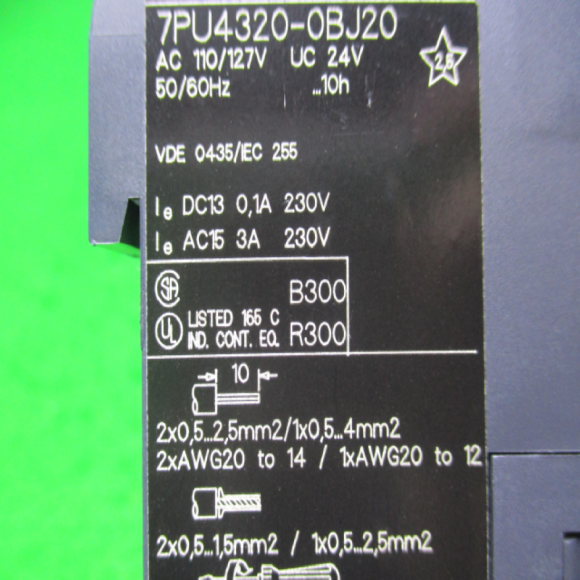 7PU4320-0BJ20
AC 110/127V UC 24V
50/60Hz ...10h
2,5
VDE 0435/IEC 255
Ie DC13 0,1A 230V
Ie AC15 3A 230V
SA B300
UL LISTED 165 C
IND. CONT. EQ. R300
10
2x0,5...2,5mm2/1x0,5...4mm2
2xAWG20 to 14 / 1xAWG20 to 12
2x0,5...1,5mm2 / 1x0,5...2,5mm2